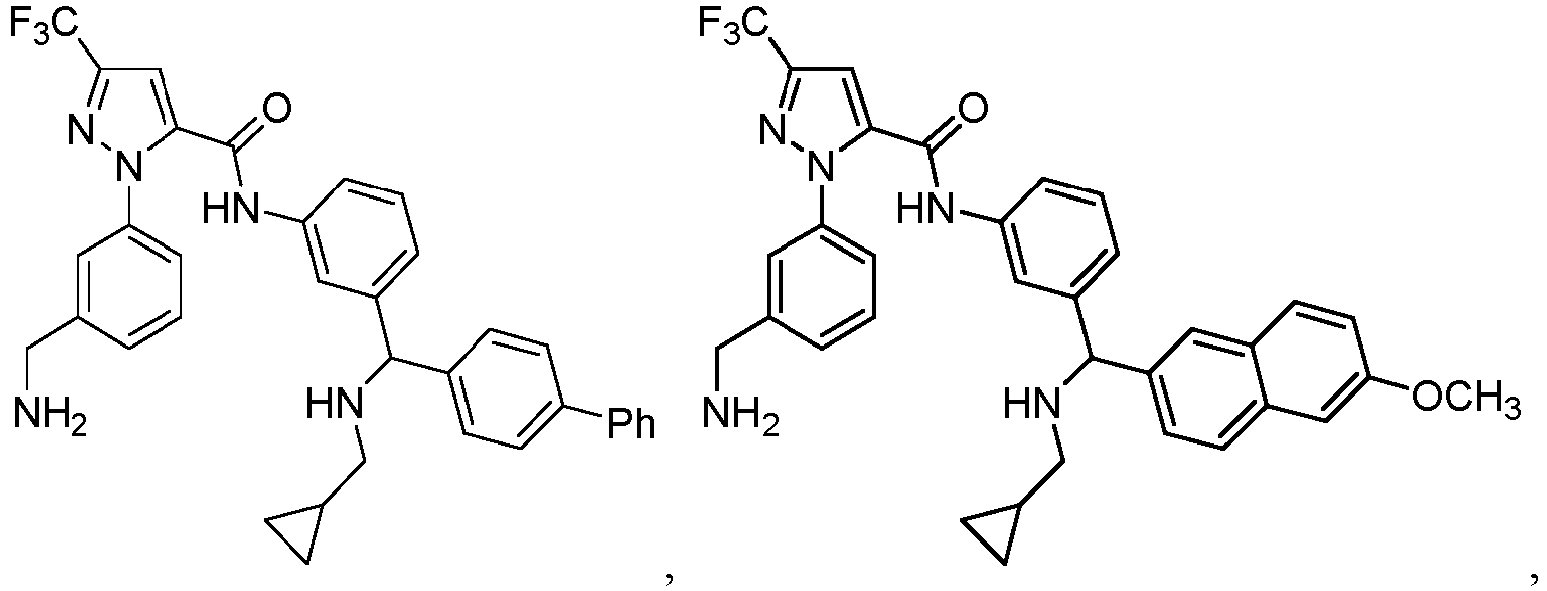 F3C F3C
O O
N N
N N
HN HN
HN HN OCH3
NH2 Ph NH2
, ,